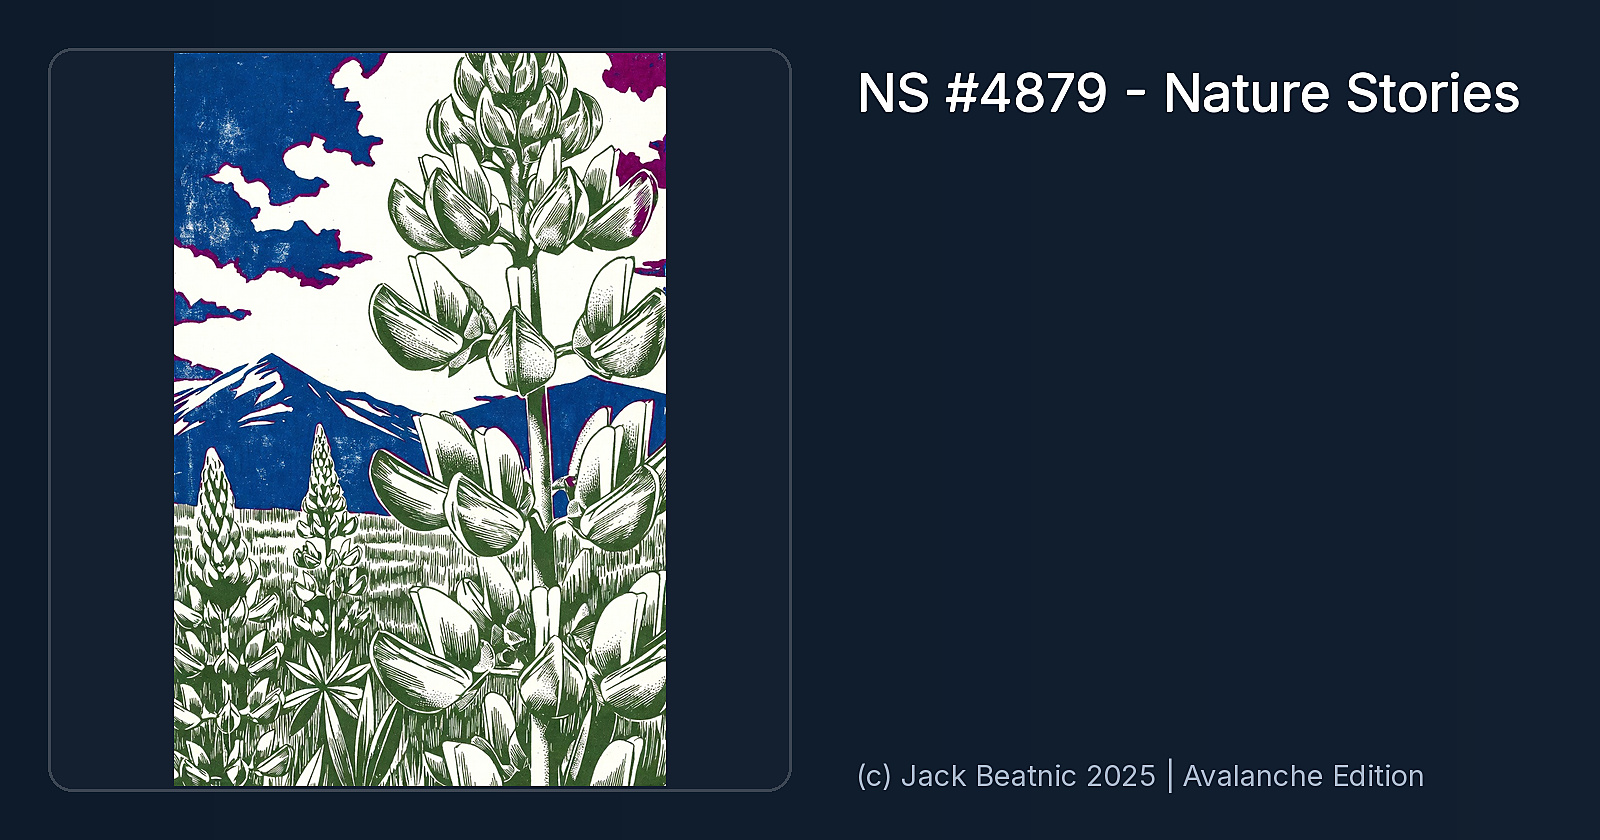 NS #4879 - Nature Stories
(c) Jack Beatnic 2025 | Avalanche Edition